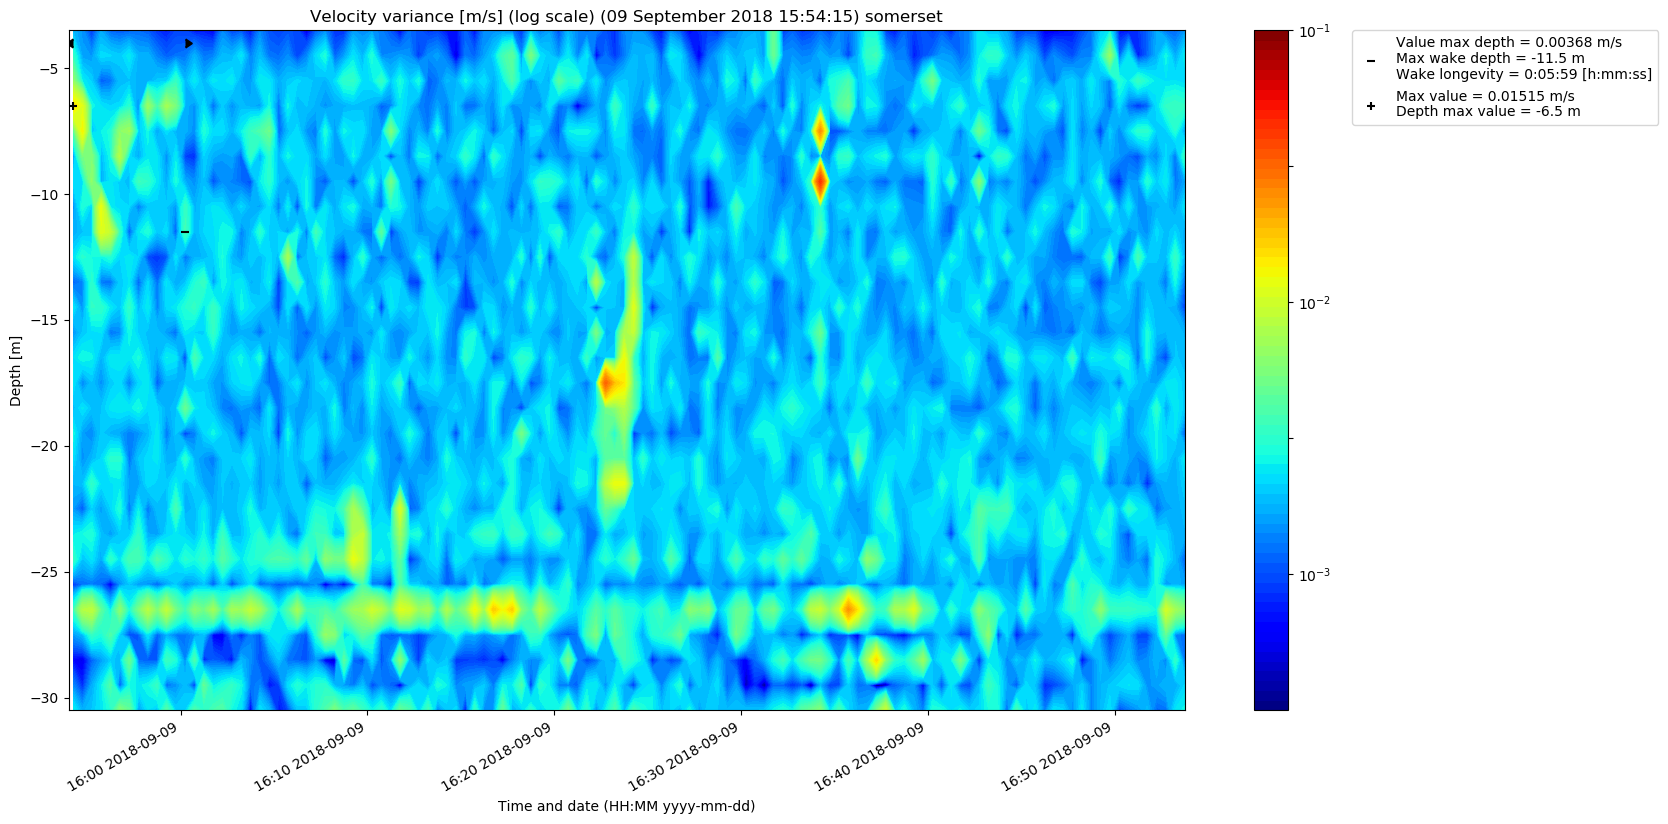 Velocity variance [m/s] (log scale) (09 September 2018 15:54:15) somerset
Depth [m]
−5
−10
−15
−20
−25
−30
16:00 2018-09-09
16:10 2018-09-09
16:20 2018-09-09
16:30 2018-09-09
16:40 2018-09-09
16:50 2018-09-09
Time and date (HH:MM yyyy-mm-dd)
10⁻¹
10⁻²
10⁻³
Value max depth = 0.00368 m/s
Max wake depth = -11.5 m
Wake longevity = 0:05:59 [h:mm:ss]
Max value = 0.01515 m/s
Depth max value = -6.5 m